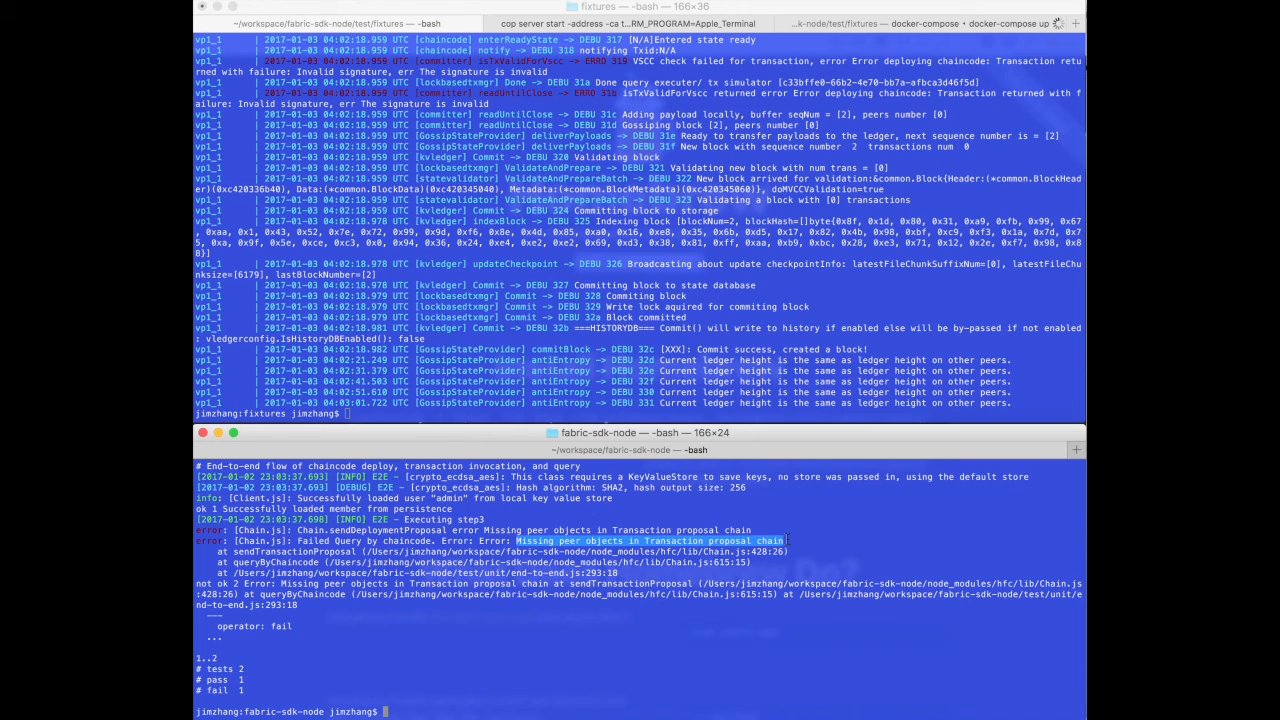 fixtures — -bash — 166×36
~/workspace/fabric-sdk-node/test/fixtures — -bash
cop server start -address -ca t...RM_PROGRAM=Apple_Terminal
...k-node/test/fixtures — docker-compose • docker-compose up
vp1_1 | 2017-01-03 04:02:18.959 UTC [chaincode] enterReadyState -> DEBU 317 [N/A]Entered state ready
vp1_1 | 2017-01-03 04:02:18.959 UTC [chaincode] notify -> DEBU 318 notifying Txid:N/A
vp1_1 | 2017-01-03 04:02:18.959 UTC [committer] isTxValidForVscc -> ERRO 319 VSCC check failed for transaction, error Error deploying chaincode: Transaction retu
rned with failure: Invalid signature, err The signature is invalid
vp1_1 | 2017-01-03 04:02:18.959 UTC [lockbasedtxmgr] Done -> DEBU 31a Done query executer/ tx simulator [c33bffe0-66b2-4e70-bb7a-afbca3d46f5d]
vp1_1 | 2017-01-03 04:02:18.959 UTC [committer] readUntilClose -> ERRO 31b isTxValidForVscc returned error Error deploying chaincode: Transaction returned with f
ailure: Invalid signature, err The signature is invalid
vp1_1 | 2017-01-03 04:02:18.959 UTC [committer] readUntilClose -> DEBU 31c Adding payload locally, buffer seqNum = [2], peers number [0]
vp1_1 | 2017-01-03 04:02:18.959 UTC [committer] readUntilClose -> DEBU 31d Gossiping block [2], peers number [0]
vp1_1 | 2017-01-03 04:02:18.959 UTC [GossipStateProvider] deliverPayloads -> DEBU 31e Ready to transfer payloads to the ledger, next sequence number is = [2]
vp1_1 | 2017-01-03 04:02:18.959 UTC [GossipStateProvider] deliverPayloads -> DEBU 31f New block with sequence number 2 transactions num 0
vp1_1 | 2017-01-03 04:02:18.959 UTC [kvledger] Commit -> DEBU 320 Validating block
vp1_1 | 2017-01-03 04:02:18.959 UTC [lockbasedtxmgr] ValidateAndPrepare -> DEBU 321 Validating new block with num trans = [0]
vp1_1 | 2017-01-03 04:02:18.959 UTC [statevalidator] ValidateAndPrepareBatch -> DEBU 322 New block arrived for validation:&common.Block{Header:(*common.BlockHead
er)(0xc420336b40), Data:(*common.BlockData)(0xc420345040), Metadata:(*common.BlockMetadata)(0xc420345060)}, doMVCCValidation=true
vp1_1 | 2017-01-03 04:02:18.959 UTC [statevalidator] ValidateAndPrepareBatch -> DEBU 323 Validating a block with [0] transactions
vp1_1 | 2017-01-03 04:02:18.959 UTC [kvledger] Commit -> DEBU 324 Committing block to storage
vp1_1 | 2017-01-03 04:02:18.959 UTC [kvledger] indexBlock -> DEBU 325 Indexing block [blockNum=2, blockHash=[]byte{0x8f, 0x1d, 0x80, 0x31, 0xa9, 0xfb, 0x99, 0x67
, 0xaa, 0x1, 0x43, 0x52, 0x7e, 0x72, 0x99, 0x9d, 0xf6, 0x8e, 0x4d, 0x85, 0xa0, 0x16, 0xe8, 0x35, 0x6b, 0xd5, 0x17, 0x82, 0x4b, 0x98, 0xbf, 0xc9, 0xf3, 0x1a, 0x7d, 0x7
5, 0xa, 0x9f, 0x5e, 0xce, 0xc3, 0x0, 0x94, 0x36, 0x24, 0xe4, 0xe2, 0xe2, 0x69, 0xd3, 0x38, 0x81, 0xff, 0xaa, 0xb9, 0xbc, 0x28, 0xe3, 0x71, 0x12, 0x2e, 0xf7, 0x98, 0x8
8}]
vp1_1 | 2017-01-03 04:02:18.978 UTC [kvledger] updateCheckpoint -> DEBU 326 Broadcasting about update checkpointInfo: latestFileChunkSuffixNum=[0], latestFileChu
nksize=[6179], lastBlockNumber=[2]
vp1_1 | 2017-01-03 04:02:18.978 UTC [kvledger] Commit -> DEBU 327 Committing block to state database
vp1_1 | 2017-01-03 04:02:18.979 UTC [lockbasedtxmgr] Commit -> DEBU 328 Commiting block
vp1_1 | 2017-01-03 04:02:18.979 UTC [lockbasedtxmgr] Commit -> DEBU 329 Write lock aquired for commiting block
vp1_1 | 2017-01-03 04:02:18.979 UTC [lockbasedtxmgr] Commit -> DEBU 32a Block committed
vp1_1 | 2017-01-03 04:02:18.981 UTC [kvledger] Commit -> DEBU 32b ===HISTORYDB=== Commit() will write to history if enabled else will be by-passed if not enabled
: vledgerconfig.IsHistoryDBEnabled(): false
vp1_1 | 2017-01-03 04:02:18.982 UTC [GossipStateProvider] commitBlock -> DEBU 32c [XXX]: Commit success, created a block!
vp1_1 | 2017-01-03 04:02:21.249 UTC [GossipStateProvider] antiEntropy -> DEBU 32d Current ledger height is the same as ledger height on other peers.
vp1_1 | 2017-01-03 04:02:31.379 UTC [GossipStateProvider] antiEntropy -> DEBU 32e Current ledger height is the same as ledger height on other peers.
vp1_1 | 2017-01-03 04:02:41.503 UTC [GossipStateProvider] antiEntropy -> DEBU 32f Current ledger height is the same as ledger height on other peers.
vp1_1 | 2017-01-03 04:02:51.610 UTC [GossipStateProvider] antiEntropy -> DEBU 330 Current ledger height is the same as ledger height on other peers.
vp1_1 | 2017-01-03 04:03:01.722 UTC [GossipStateProvider] antiEntropy -> DEBU 331 Current ledger height is the same as ledger height on other peers.
jimzhang:fixtures jimzhang$
fabric-sdk-node — -bash — 166×24
~/workspace/fabric-sdk-node — -bash
# End-to-end flow of chaincode deploy, transaction invocation, and query
[2017-01-02 23:03:37.693] [INFO] E2E - [crypto_ecdsa_aes]: This class requires a KeyValueStore to save keys, no store was passed in, using the default store
[2017-01-02 23:03:37.693] [DEBUG] E2E - [crypto_ecdsa_aes]: Hash algorithm: SHA2, hash output size: 256
info: [Client.js]: Successfully loaded user "admin" from local key value store
ok 1 Successfully loaded member from persistence
[2017-01-02 23:03:37.698] [INFO] E2E - Executing step3
error: [Chain.js]: Chain.sendDeploymentProposal error Missing peer objects in Transaction proposal chain
error: [Chain.js]: Failed Query by chaincode. Error: Error: Missing peer objects in Transaction proposal chain
at sendTransactionProposal (/Users/jimzhang/workspace/fabric-sdk-node/node_modules/hfc/lib/Chain.js:428:26)
at queryByChaincode (/Users/jimzhang/workspace/fabric-sdk-node/node_modules/hfc/lib/Chain.js:615:15)
at /Users/jimzhang/workspace/fabric-sdk-node/test/unit/end-to-end.js:293:18
not ok 2 Error: Missing peer objects in Transaction proposal chain at sendTransactionProposal (/Users/jimzhang/workspace/fabric-sdk-node/node_modules/hfc/lib/Chain.js
:428:26) at queryByChaincode (/Users/jimzhang/workspace/fabric-sdk-node/node_modules/hfc/lib/Chain.js:615:15) at /Users/jimzhang/workspace/fabric-sdk-node/test/unit/e
nd-to-end.js:293:18
---
operator: fail
...
1..2
# tests 2
# pass 1
# fail 1
jimzhang:fabric-sdk-node jimzhang$